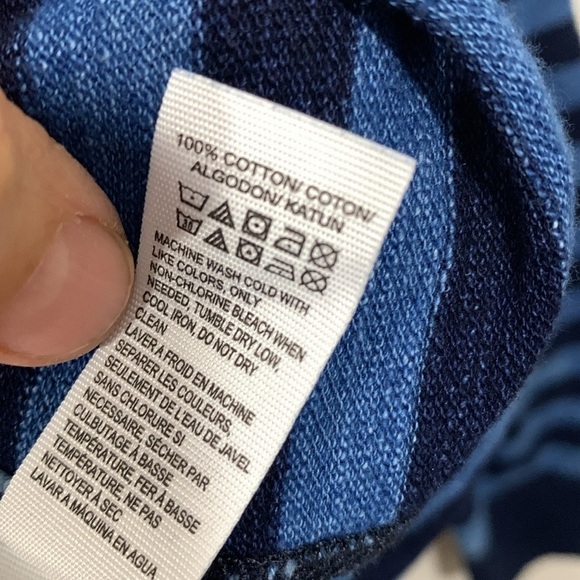 100% COTTON/ COTON/
ALGODON/ KATUN
30
MACHINE WASH COLD WITH
LIKE COLORS, ONLY
NON-CHLORINE BLEACH WHEN
NEEDED, TUMBLE DRY LOW,
COOL IRON, DO NOT DRY
CLEAN
LAVER A FROID EN MACHINE
SEPARER LES COULEURS,
SEULEMENT DE L'EAU DE JAVEL
SANS CHLORURE SI
NECESSAIRE, SÉCHER PAR
CULBUTAGE À BASSE
TEMPÉRATURE, FER À BASSE
TEMPÉRATURE, NE PAS
NETTOYER À SEC
LAVAR A MÁQUINA EN AGUA